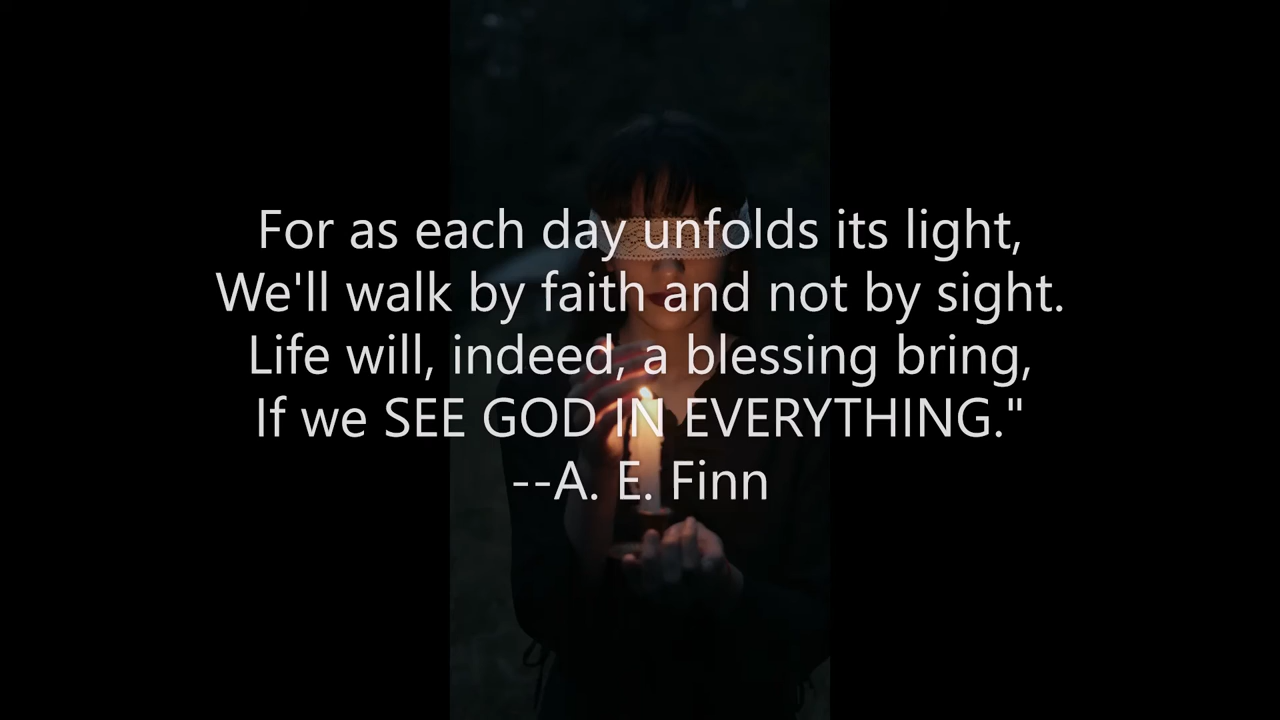 For as each day unfolds its light,
We'll walk by faith and not by sight.
Life will, indeed, a blessing bring,
If we SEE GOD IN EVERYTHING."
--A. E. Finn